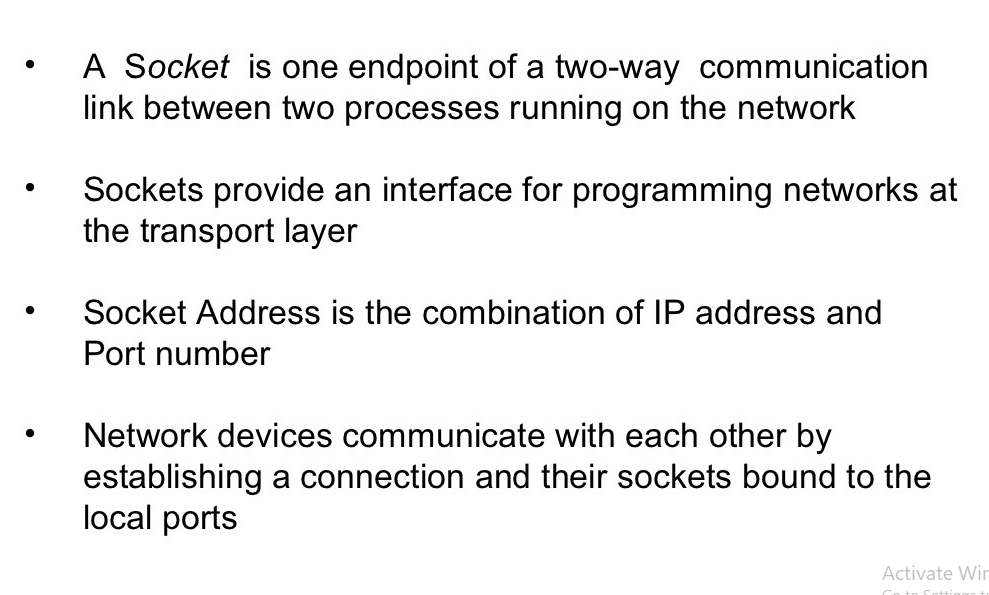 • A Socket is one endpoint of a two-way communication
link between two processes running on the network
• Sockets provide an interface for programming networks at
the transport layer
• Socket Address is the combination of IP address and
Port number
• Network devices communicate with each other by
establishing a connection and their sockets bound to the
local ports
Activate Wir